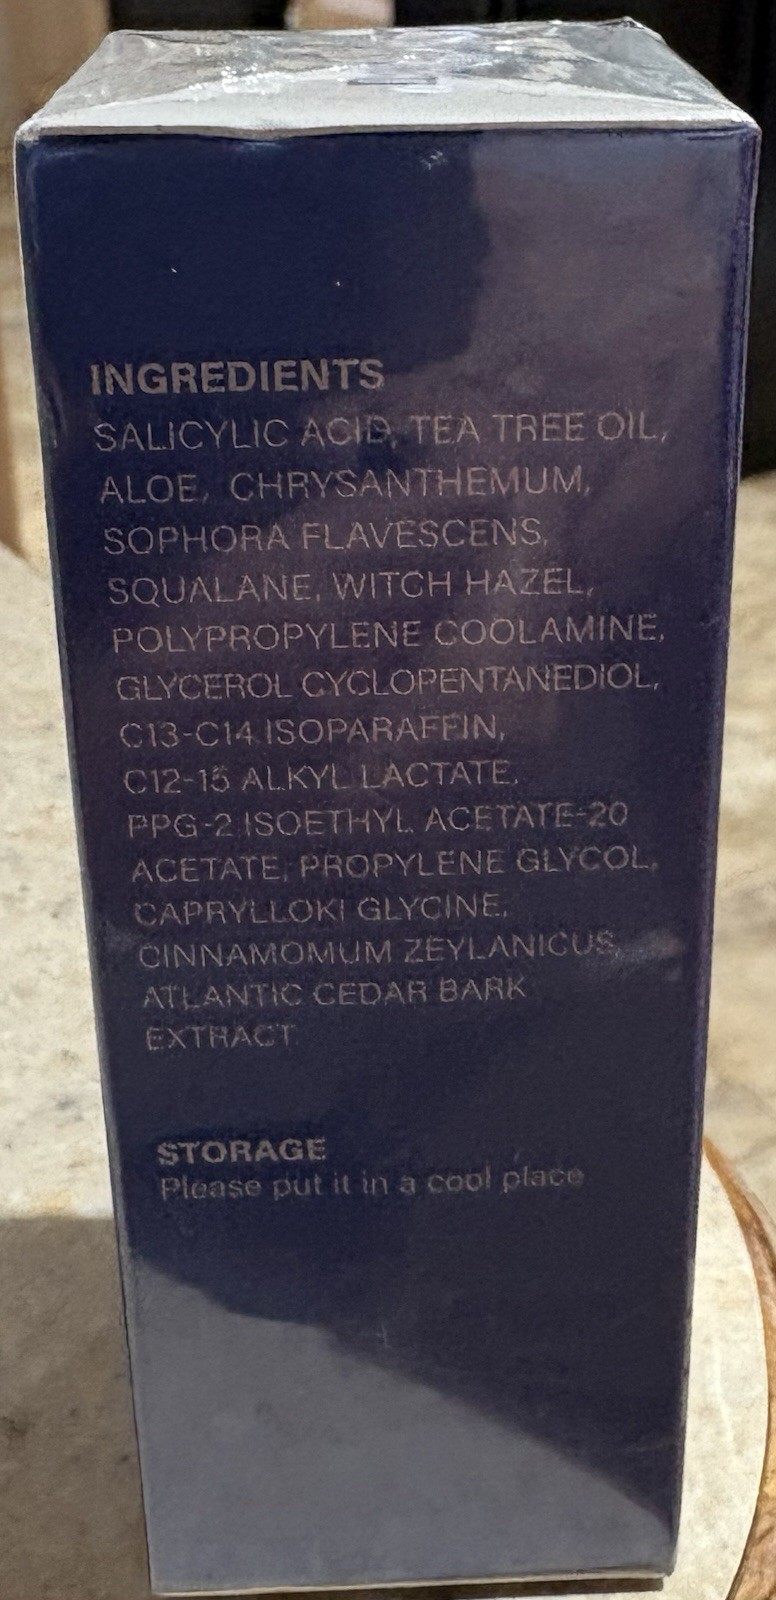 INGREDIENTS
SALICYLIC ACID, TEA TREE OIL,
ALOE, CHRYSANTHEMUM,
SOPHORA FLAVESCENS,
SQUALANE, WITCH HAZEL,
POLYPROPYLENE COOLAMINE,
GLYCEROL CYCLOPENTANEDIOL,
C13-C14 ISOPARAFFIN,
C12-15 ALKYL LACTATE,
PPG-2 ISOETHYL ACETATE-20
ACETATE, PROPYLENE GLYCOL,
CAPRYLLOKI GLYCINE,
CINNAMOMUM ZEYLANICUS,
ATLANTIC CEDAR BARK
EXTRACT
STORAGE
Please put it in a cool place